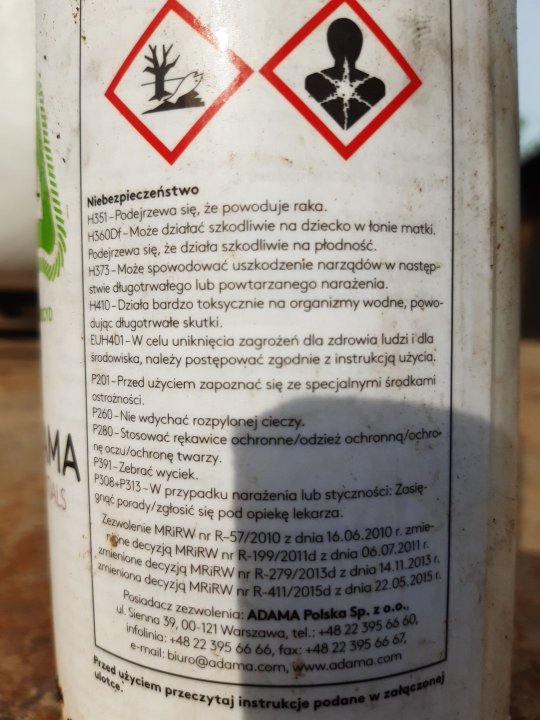 Niebezpieczeństwo
H351 – Podejrzewa się, że powoduje raka.
H360Df – Może działać szkodliwie na dziecko w łonie matki.
Podejrzewa się, że działa szkodliwie na płodność.
H373 – Może spowodować uszkodzenie narządów w następ-
stwie długotrwałego lub powtarzanego narażenia.
H410 – Działa bardzo toksycznie na organizmy wodne, powo-
dując długotrwałe skutki.
EUH401 – W celu uniknięcia zagrożeń dla zdrowia ludzi i dla
środowiska, należy postępować zgodnie z instrukcją użycia.
P201 – Przed użyciem zapoznać się ze specjalnymi środkami
ostrożności.
P260 – Nie wdychać rozpylonej cieczy.
P280 – Stosować rękawice ochronne/odzież ochronną/ochro-
nę oczu/ochronę twarzy.
P391 – Zebrać wyciek.
P308+P313 – W przypadku narażenia lub styczności: Zasię-
gnąć porady/zgłosić się pod opiekę lekarza.
Zezwolenie MRiRW nr R-57/2010 z dnia 16.06.2010 r. zmie-
nione decyzją MRiRW nr R-199/2011d z dnia 06.07.2011 r.
zmienione decyzją MRiRW nr R-279/2013d z dnia 14.11.2013 r.
zmieniona decyzją MRiRW nr R-411/2015d z dnia 22.05.2015 r.
Posiadacz zezwolenia: ADAMA Polska Sp. z o.o.,
ul. Sienna 39, 00-121 Warszawa, tel.: +48 22 395 66 60,
infolinia: +48 22 395 66 66, fax: +48 22 395 66 67,
e-mail: biuro@adama.com, www.adama.com
Przed użyciem przeczytaj instrukcje podane w załączonej
ulotce.
AMA
ALS